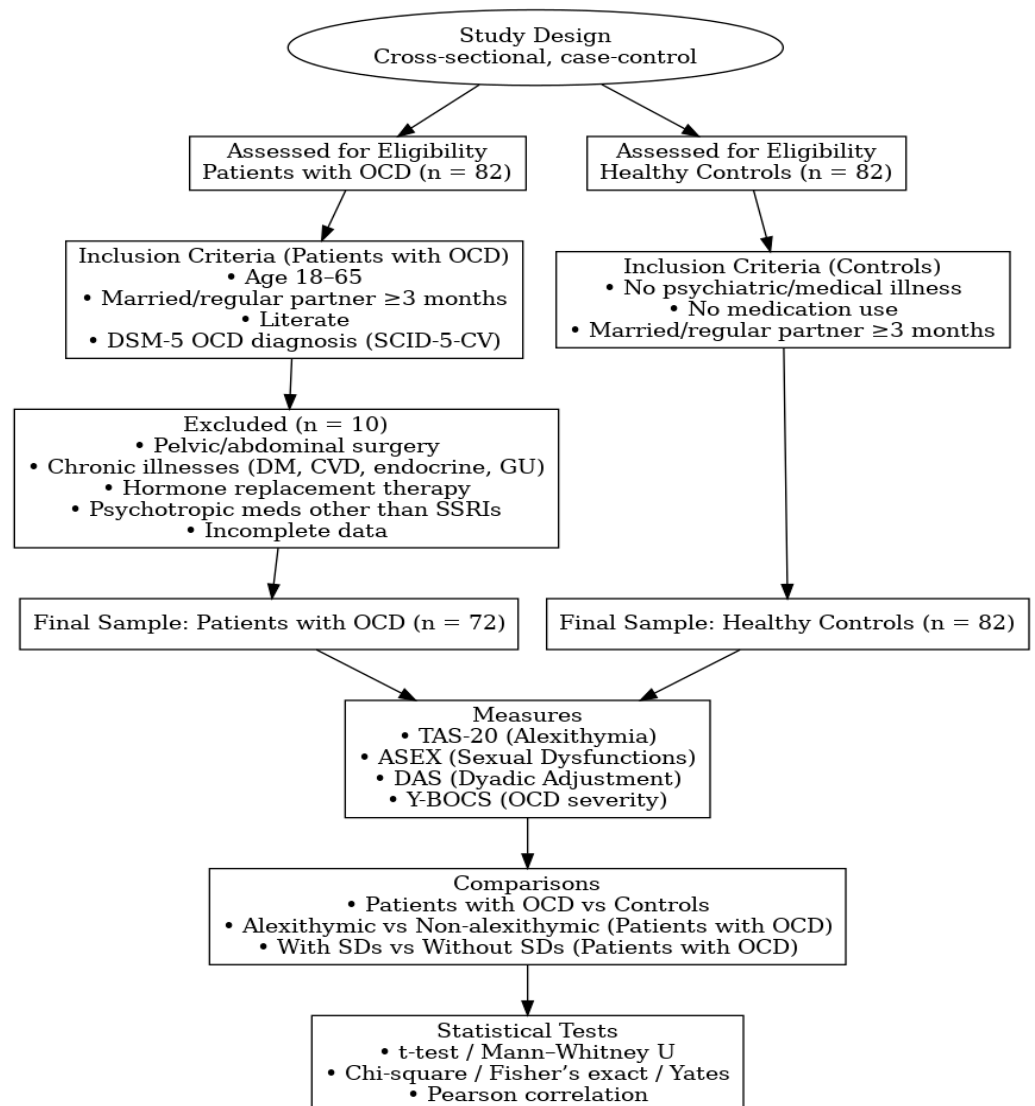 Study Design
Cross-sectional, case-control
Assessed for Eligibility
Patients with OCD (n = 82)
Assessed for Eligibility
Healthy Controls (n = 82)
Inclusion Criteria (Patients with OCD)
• Age 18–65
• Married/regular partner ≥3 months
• Literate
• DSM-5 OCD diagnosis (SCID-5-CV)
Inclusion Criteria (Controls)
• No psychiatric/medical illness
• No medication use
• Married/regular partner ≥3 months
Excluded (n = 10)
• Pelvic/abdominal surgery
• Chronic illnesses (DM, CVD, endocrine, GU)
• Hormone replacement therapy
• Psychotropic meds other than SSRIs
• Incomplete data
Final Sample: Patients with OCD (n = 72)
Final Sample: Healthy Controls (n = 82)
Measures
• TAS-20 (Alexithymia)
• ASEX (Sexual Dysfunctions)
• DAS (Dyadic Adjustment)
• Y-BOCS (OCD severity)
Comparisons
• Patients with OCD vs Controls
• Alexithymic vs Non-alexithymic (Patients with OCD)
• With SDs vs Without SDs (Patients with OCD)
Statistical Tests
• t-test / Mann–Whitney U
• Chi-square / Fisher’s exact / Yates
• Pearson correlation